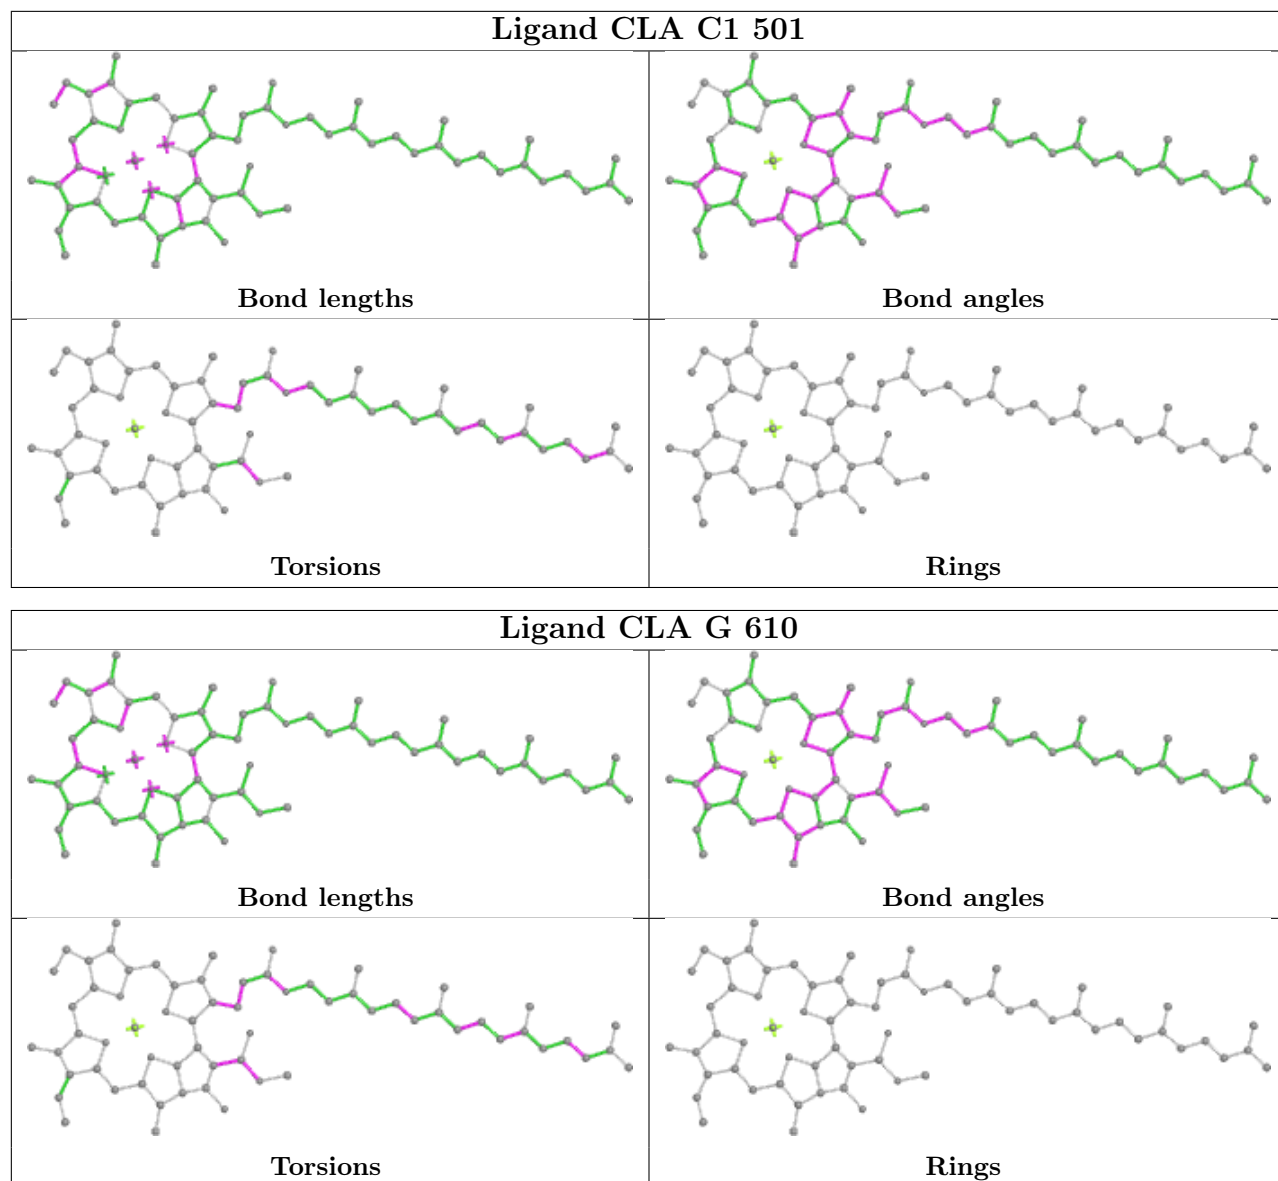 Ligand CLA C1 501
Bond lengths
Bond angles
Torsions
Rings
Ligand CLA G 610
Bond lengths
Bond angles
Torsions
Rings